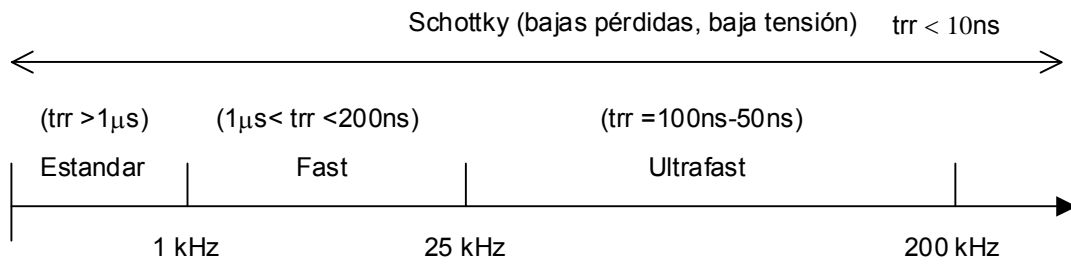 Schottky (bajas pérdidas, baja tensión) trr < 10ns
(trr >1μs) (1μs< trr <200ns) (trr =100ns-50ns)
Estandar Fast Ultrafast
1 kHz 25 kHz 200 kHz